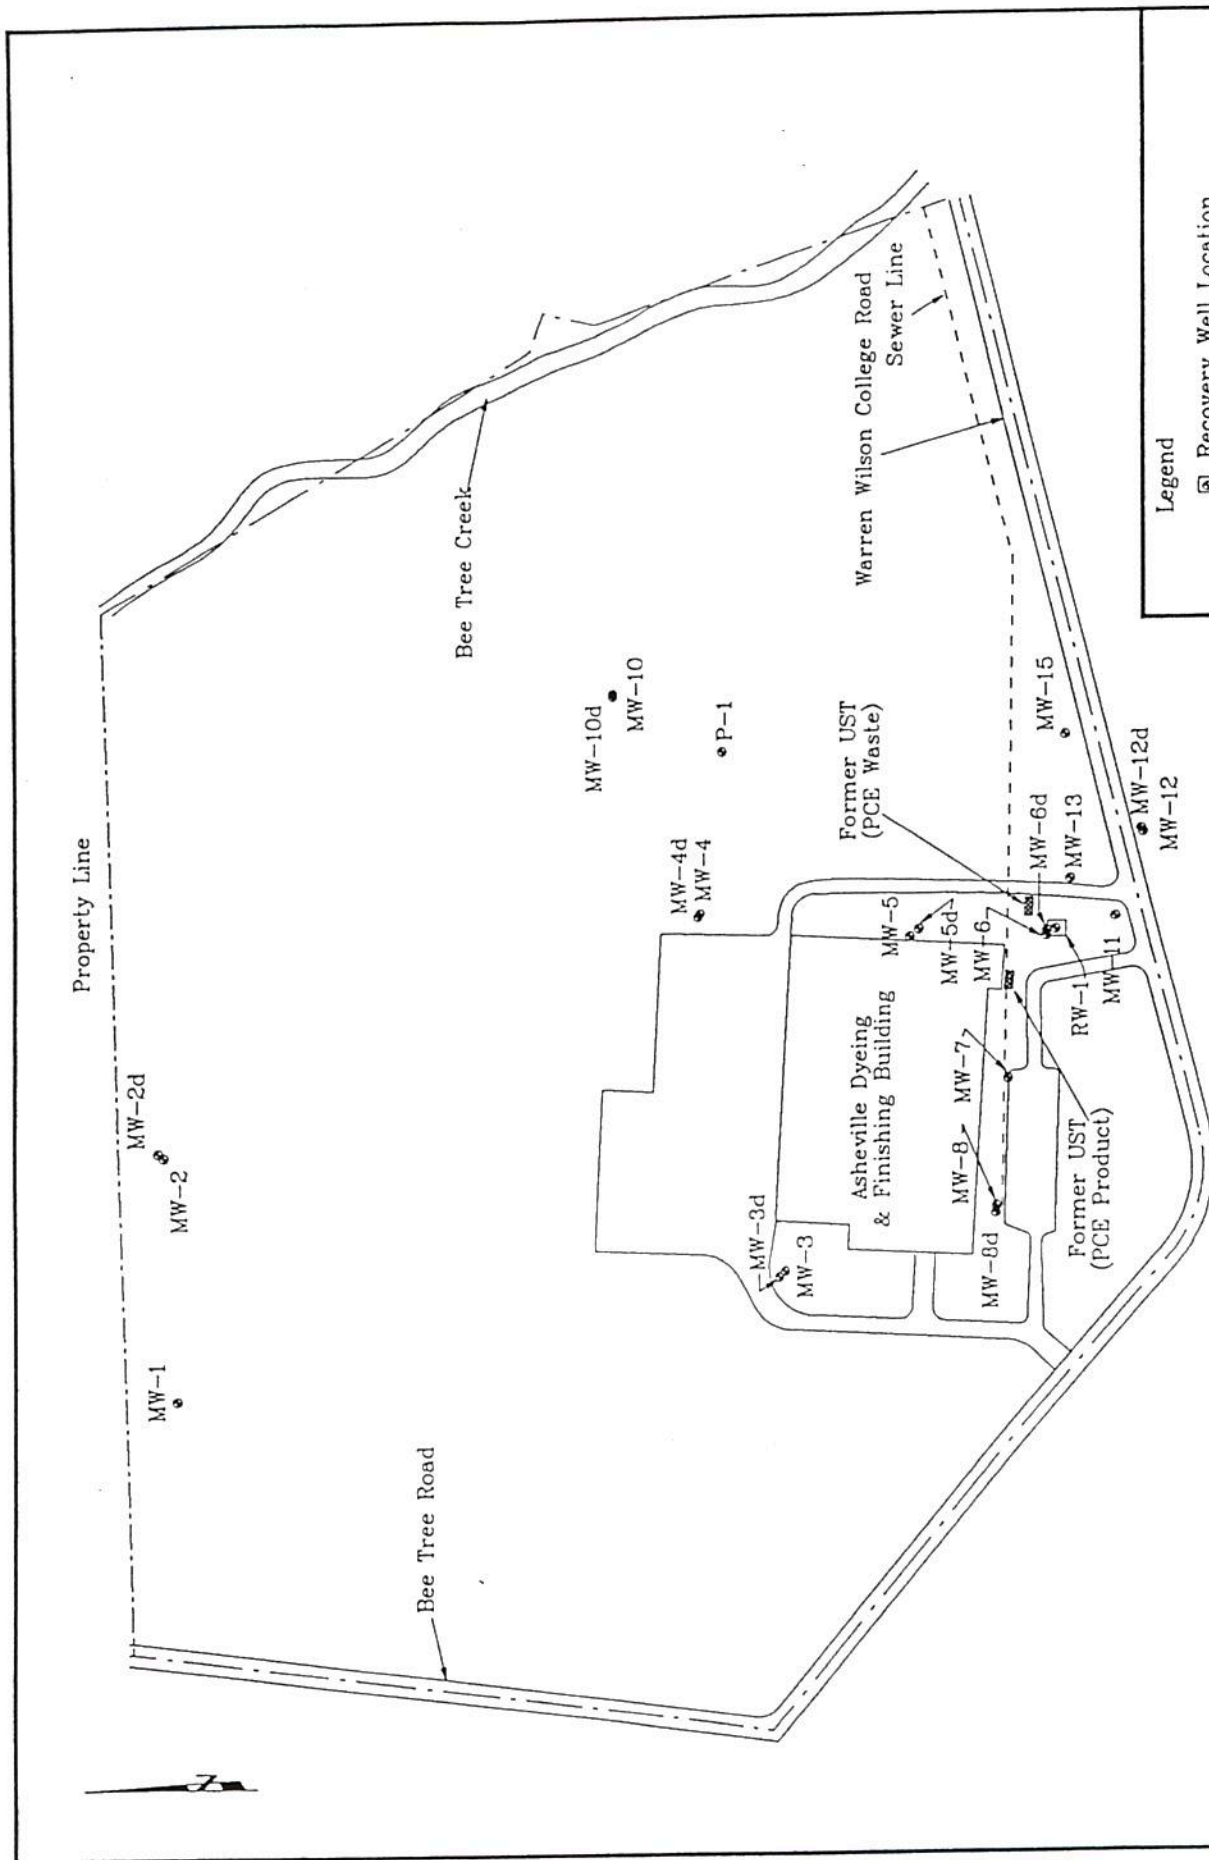 Property Line
MW-1
MW-2d
MW-2
Bee Tree Road
Bee Tree Creek
MW-10d
MW-10
P-1
MW-4d
MW-4
MW-3d
MW-3
Asheville Dyeing
& Finishing Building
MW-5
MW-5d
MW-6
MW-7
MW-8
MW-8d
Former UST
(PCE Waste)
Former UST
(PCE Product)
MW-6d
MW-13
MW-15
RW-1
MW-11
MW-12d
MW-12
Warren Wilson College Road
Sewer Line
N
Legend
Recovery Well Location